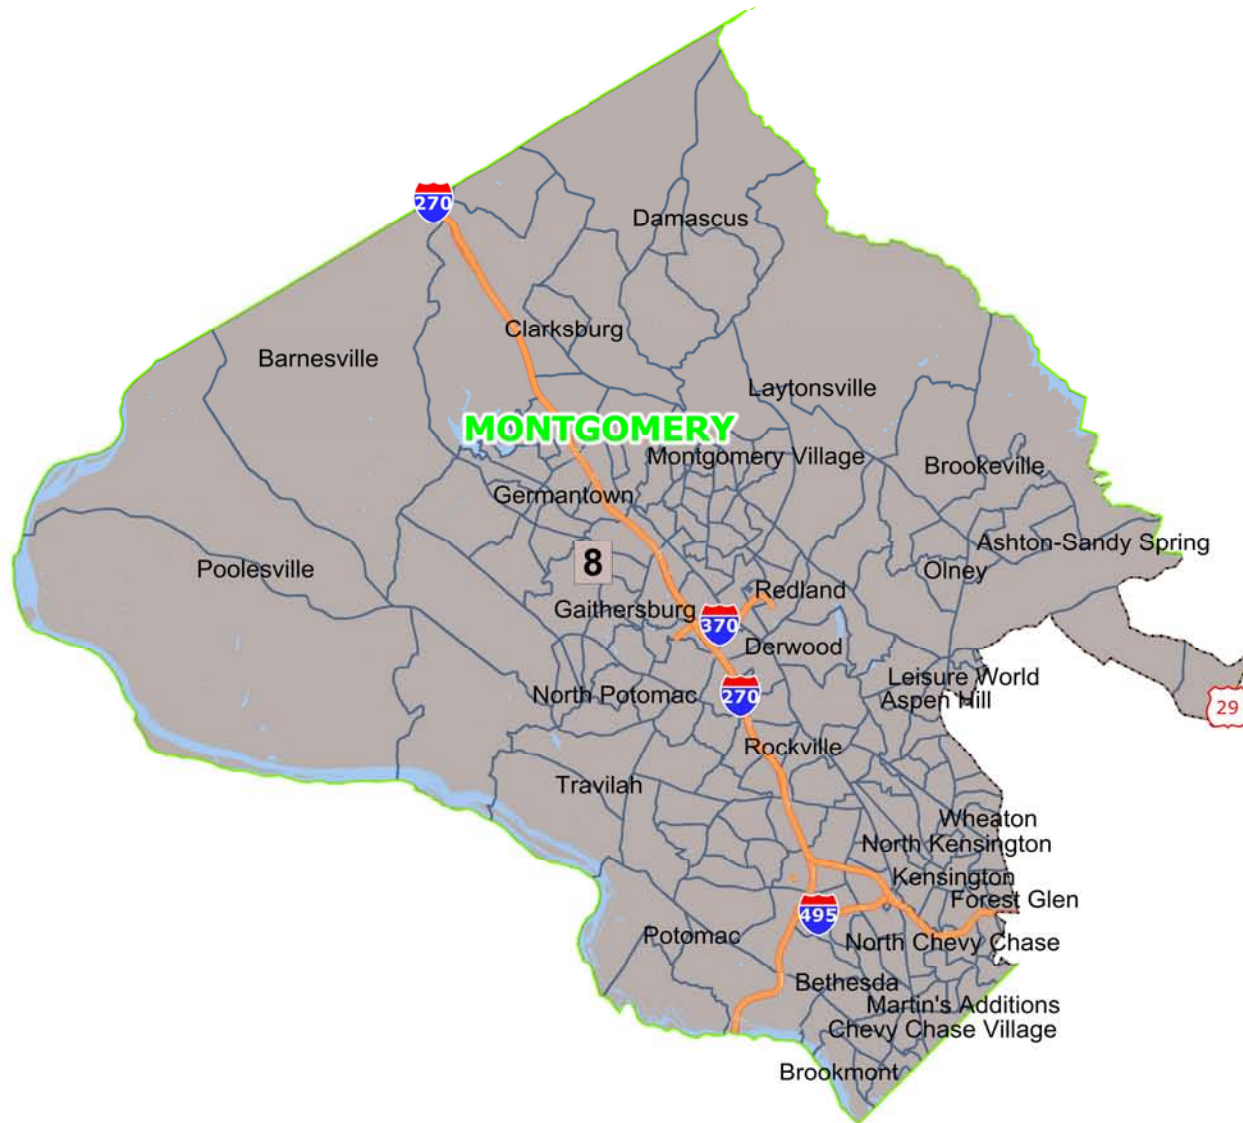 270
Damascus
Clarksburg
Barnesville
Laytonsville
MONTGOMERY
Montgomery Village
Brookeville
Germantown
Ashton-Sandy Spring
8
Poolesville
Olney
Redland
Gaithersburg
370
Derwood
Leisure World
North Potomac
270
Aspen Hill
29
Rockville
Travilah
Wheaton
North Kensington
Kensington
Forest Glen
495
Potomac
North Chevy Chase
Bethesda
Martin's Additions
Chevy Chase Village
Brookmont